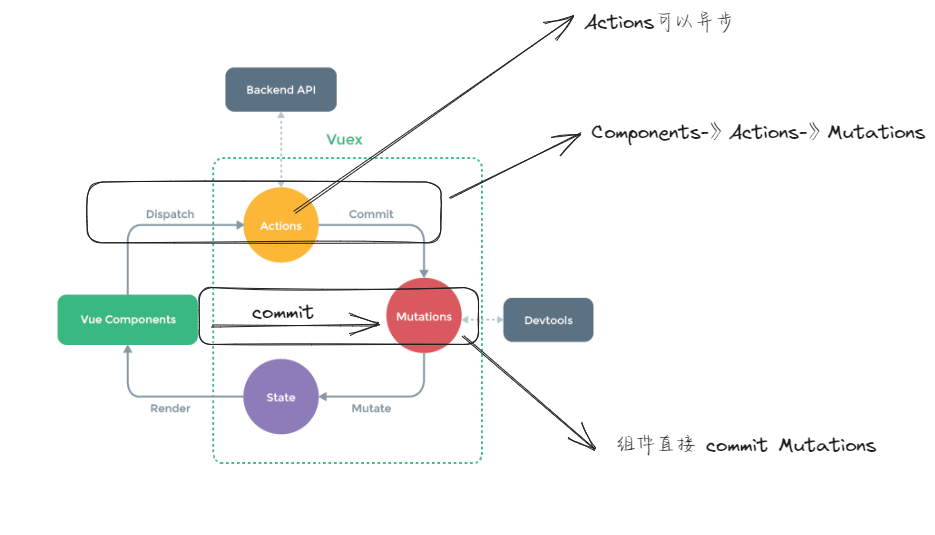 Actions可以异步
Backend API
Vuex
Components-》Actions-》Mutations
Dispatch
Actions
Commit
commit
Vue Components
Mutations
Devtools
State
Render
Mutate
组件直接 commit Mutations